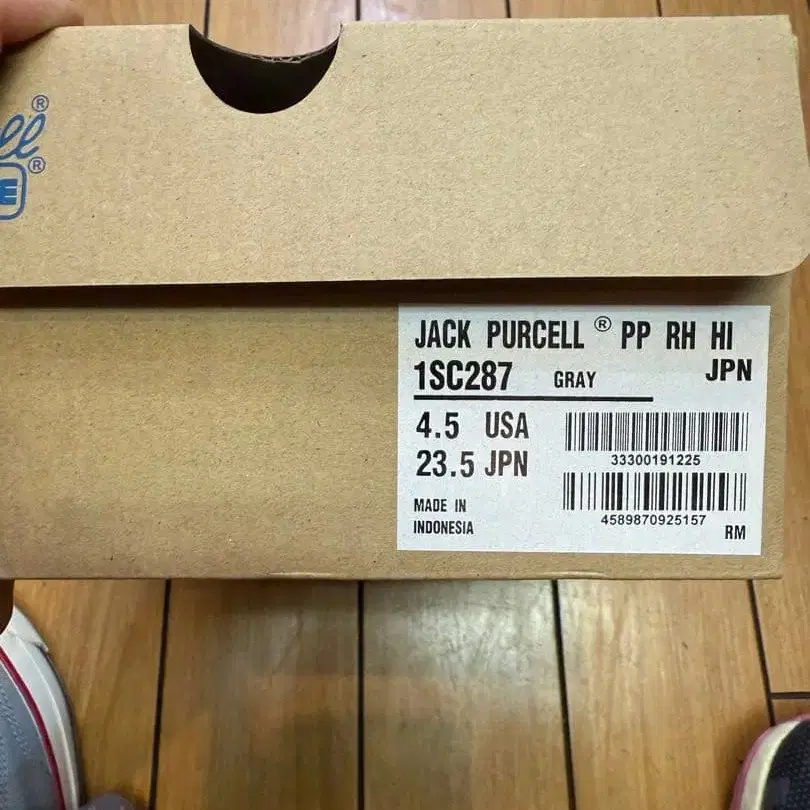 JACK PURCELL ® PP RH HI
1SC287 GRAY JPN
4.5 USA
23.5 JPN
33300191225
MADE IN
INDONESIA
4589870925157
RM